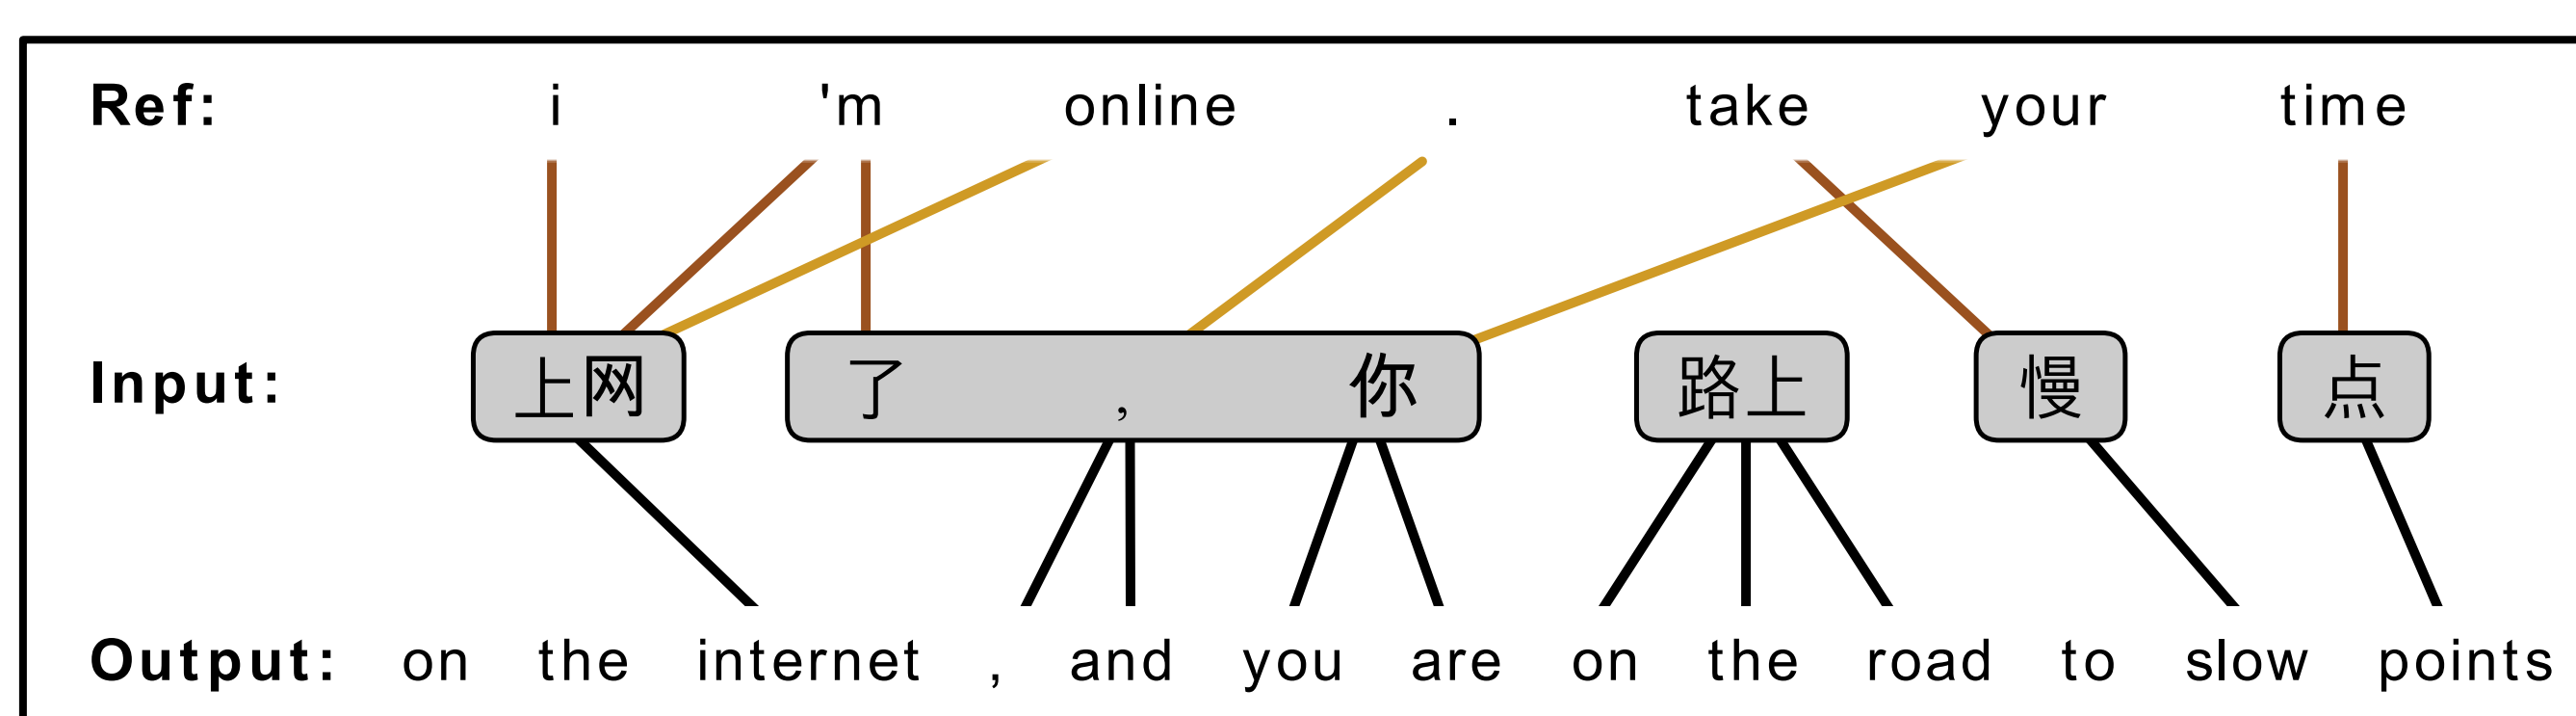 Ref: i 'm online . take your time
Input: 上网 了 , 你 路上 慢 点
Output: on the internet , and you are on the road to slow points